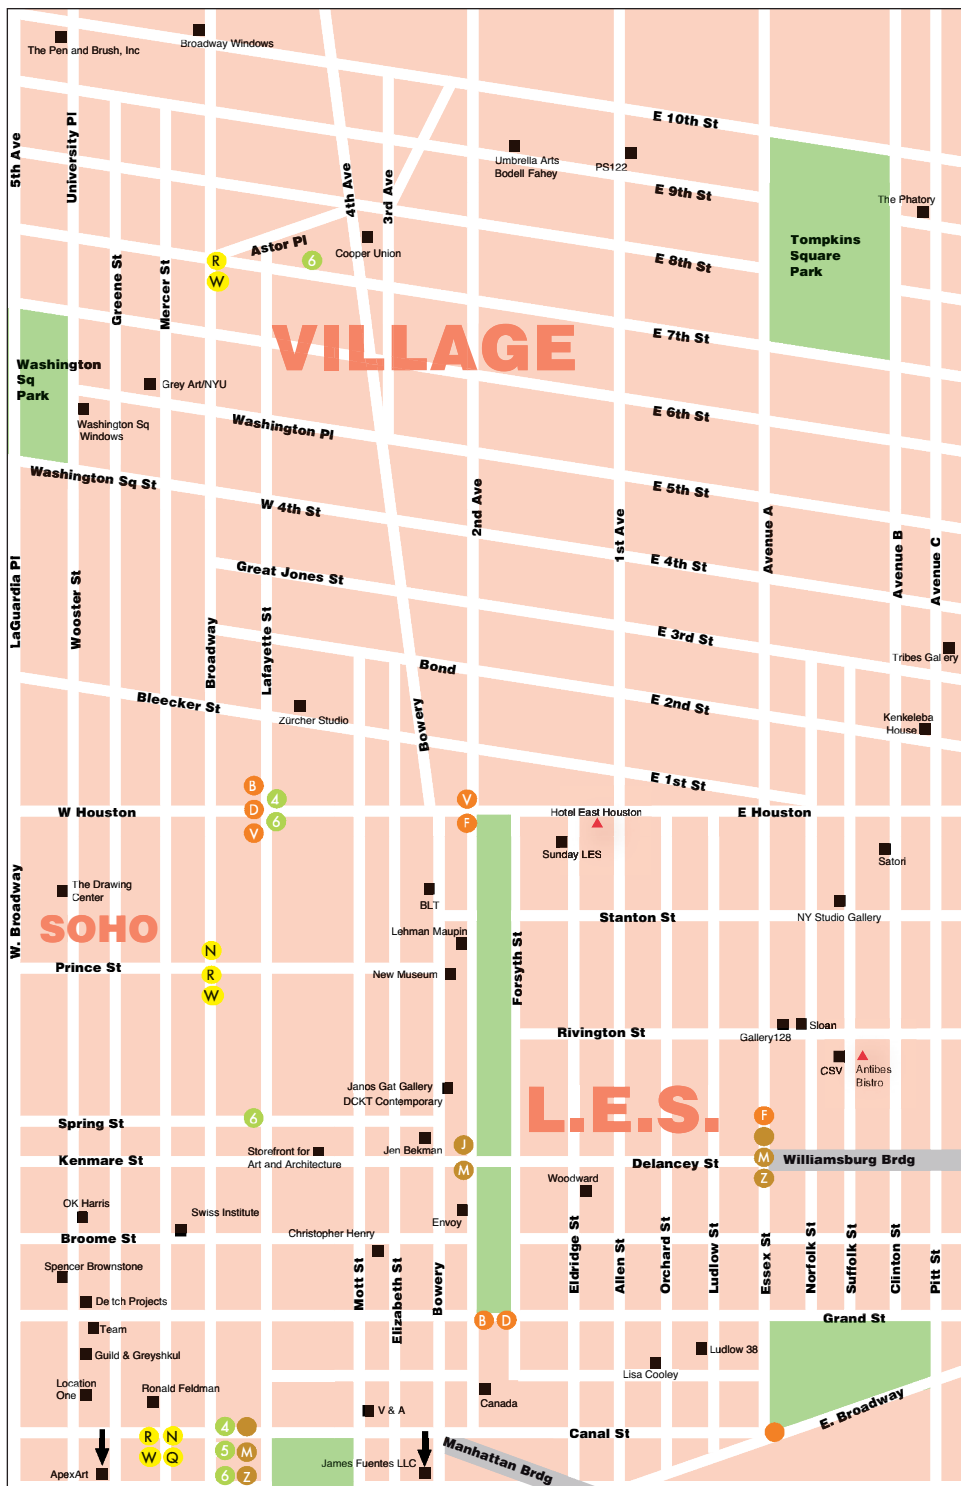 The Pen and Brush, Inc
Broadway Windows
5th Ave
University Pl
4th Ave
3rd Ave
E 10th St
Umbrella Arts
Bodell Fahey
PS122
E 9th St
The Phatory
Tompkins
Square
Park
Astor Pl
Cooper Union
R
W
6
E 8th St
Greene St
Mercer St
VILLAGE
E 7th St
Washington
Sq
Park
Grey Art/NYU
Washington Sq
Windows
Washington Pl
E 6th St
Washington Sq St
W 4th St
2nd Ave
E 5th St
1st Ave
Avenue A
Avenue B
Avenue C
LaGuardia Pl
Wooster St
Great Jones St
E 4th St
Broadway
Lafayette St
E 3rd St
Tribes Gallery
Bond
Bleecker St
Zürcher Studio
Bowery
E 2nd St
Kenkeleba
House
E 1st St
B
D
V
4
6
V
F
W Houston
Hotel East Houston
E Houston
Sunday LES
Satori
W. Broadway
The Drawing
Center
BLT
SOHO
Stanton St
NY Studio Gallery
Lehman Maupin
N
R
W
Prince St
New Museum
Forsyth St
Rivington St
Sloan
Gallery128
CSV
Antibes
Bistro
Janos Gat Gallery
DCKT Contemporary
L.E.S.
6
Spring St
F
M
Z
J
M
Kenmare St
Storefront for
Art and Architecture
Jen Bekman
Delancey St
Williamsburg Brdg
Woodward
OK Harris
Swiss Institute
Envoy
Christopher Henry
Broome St
Spencer Brownstone
Mott St
Elizabeth St
Bowery
Eldridge St
Allen St
Orchard St
Ludlow St
Essex St
Norfolk St
Suffolk St
Clinton St
Pitt St
Deitch Projects
B
D
Grand St
Team
Guild & Greyshkul
Ludlow 38
Lisa Cooley
Location
One
Ronald Feldman
V & A
Canada
E. Broadway
Canal St
R
N
W
Q
4
5
M
6
Z
ApexArt
James Fuentes LLC
Manhattan Brdg